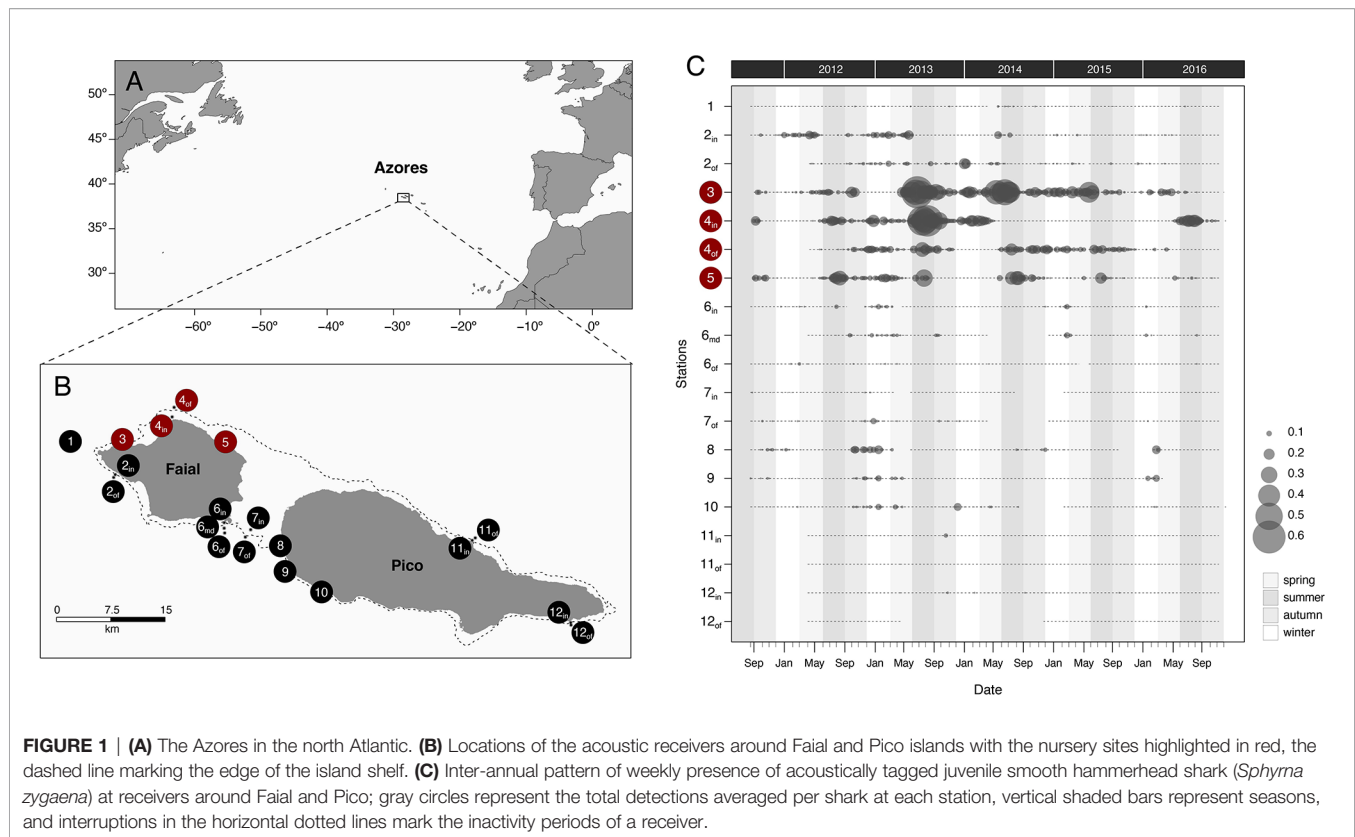 A
50°
45°
40°
35°
30°
Azores
−60° −50° −40° −30° −20° −10° 0°
B
1
2in
2of
3
4in
4of
5
Faial
6in
6md
6of
7in
7of
8
9
10
Pico
11in
11of
12in
12of
0 7.5 15
km
C
2012 2013 2014 2015 2016
Stations
1
2in
2of
3
4in
4of
5
6in
6md
6of
7in
7of
8
9
10
11in
11of
12in
12of
Sep Jan May Sep Jan May Sep Jan May Sep Jan May Sep Jan May Sep
Date
0.1
0.2
0.3
0.4
0.5
0.6
spring
summer
autumn
winter
FIGURE 1 | (A) The Azores in the north Atlantic. (B) Locations of the acoustic receivers around Faial and Pico islands with the nursery sites highlighted in red, the
dashed line marking the edge of the island shelf. (C) Inter-annual pattern of weekly presence of acoustically tagged juvenile smooth hammerhead shark (Sphyrna
zygaena) at receivers around Faial and Pico; gray circles represent the total detections averaged per shark at each station, vertical shaded bars represent seasons,
and interruptions in the horizontal dotted lines mark the inactivity periods of a receiver.